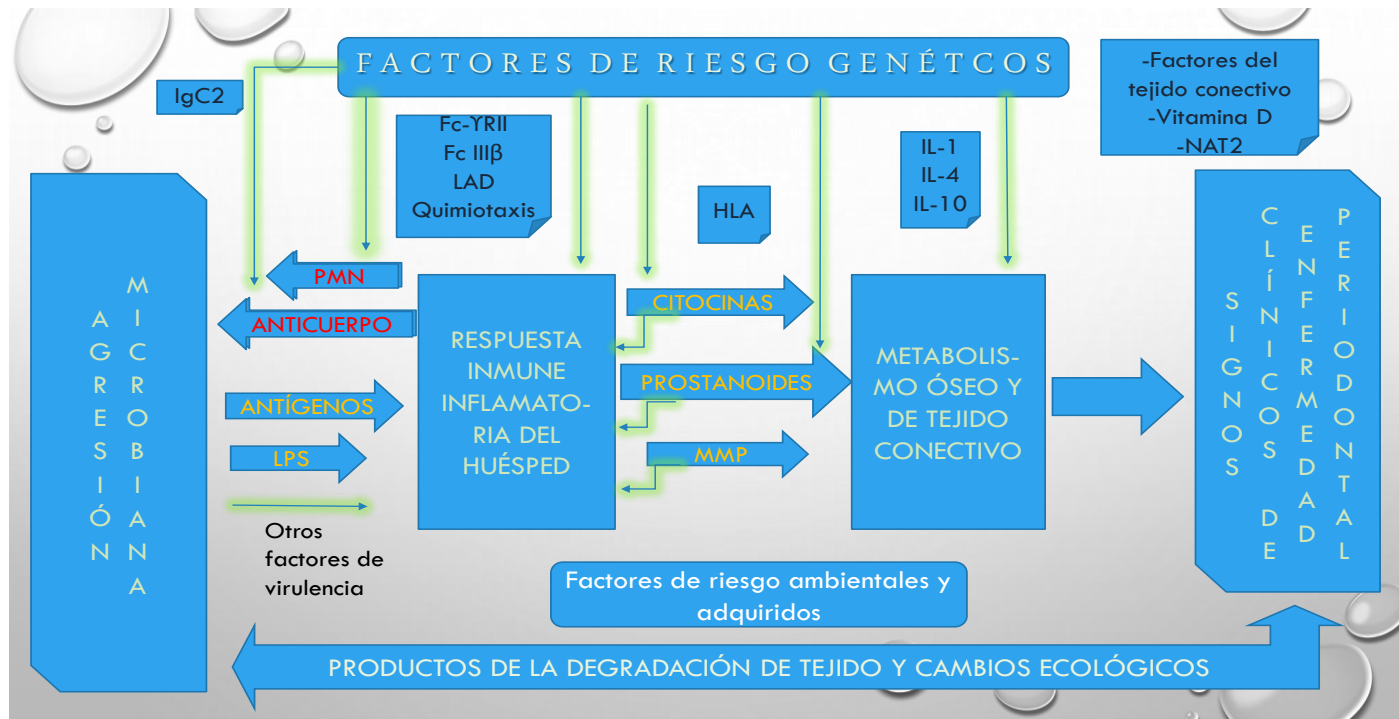 FACTORES DE RIESGO GENÉTCOS
IgC2
Fc-ϒRII
Fc IIIβ
LAD
Quimiotaxis
HLA
IL-1
IL-4
IL-10
-Factores del
tejido conectivo
-Vitamina D
-NAT2
AGRESIÓN
MICROBIANA
PMN
ANTICUERPO
ANTÍGENOS
LPS
Otros
factores de
virulencia
RESPUESTA
INMUNE
INFLAMATO-
RIA DEL
HUÉSPED
CITOCINAS
PROSTANOIDES
MMP
METABOLIS-
MO ÓSEO Y
DE TEJIDO
CONECTIVO
SIGNOS
CLÍNICOS DE
ENFERMEDAD
PERIODONTAL
Factores de riesgo ambientales y
adquiridos
PRODUCTOS DE LA DEGRADACIÓN DE TEJIDO Y CAMBIOS ECOLÓGICOS